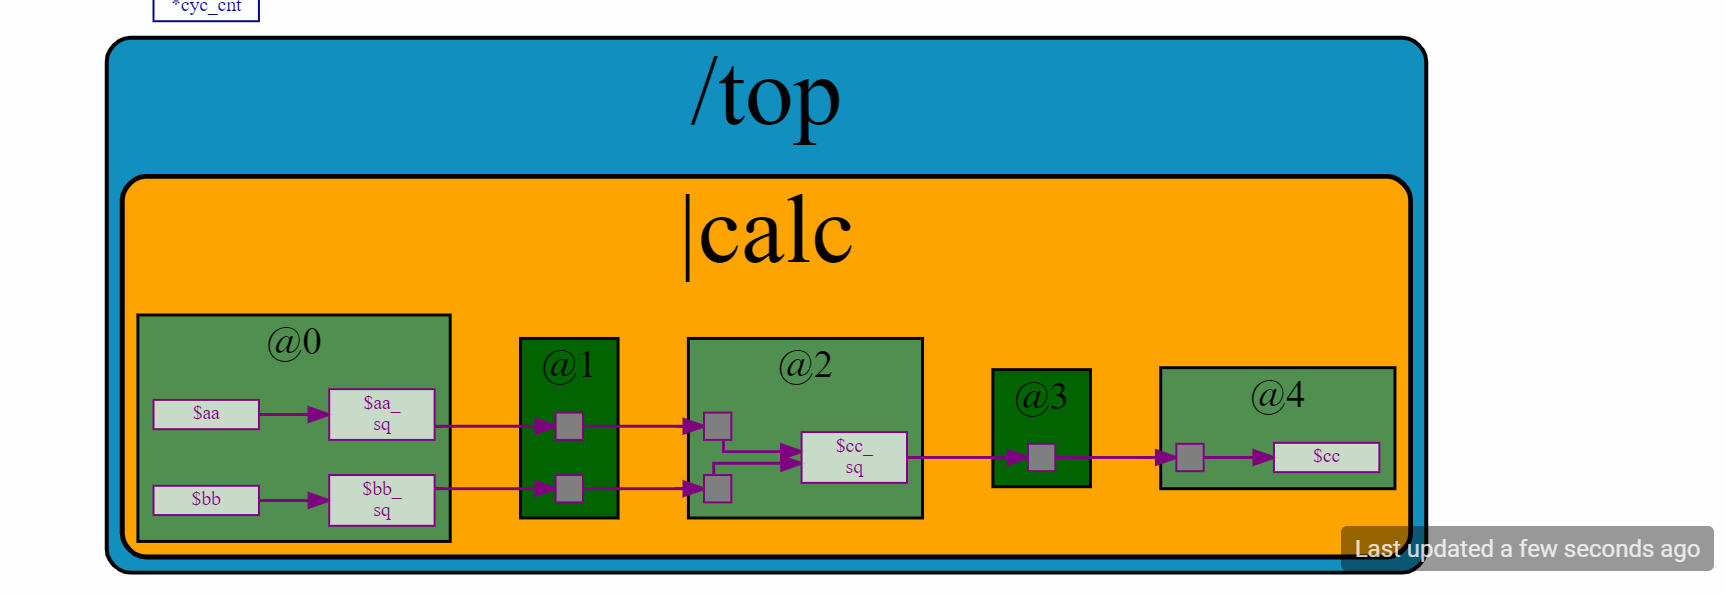 *cyc_cnt
/top
|calc
@0
@1
@2
@3
@4
$aa
$aa_
sq
$bb
$bb_
sq
$cc_
sq
$cc
Last updated a few seconds ago